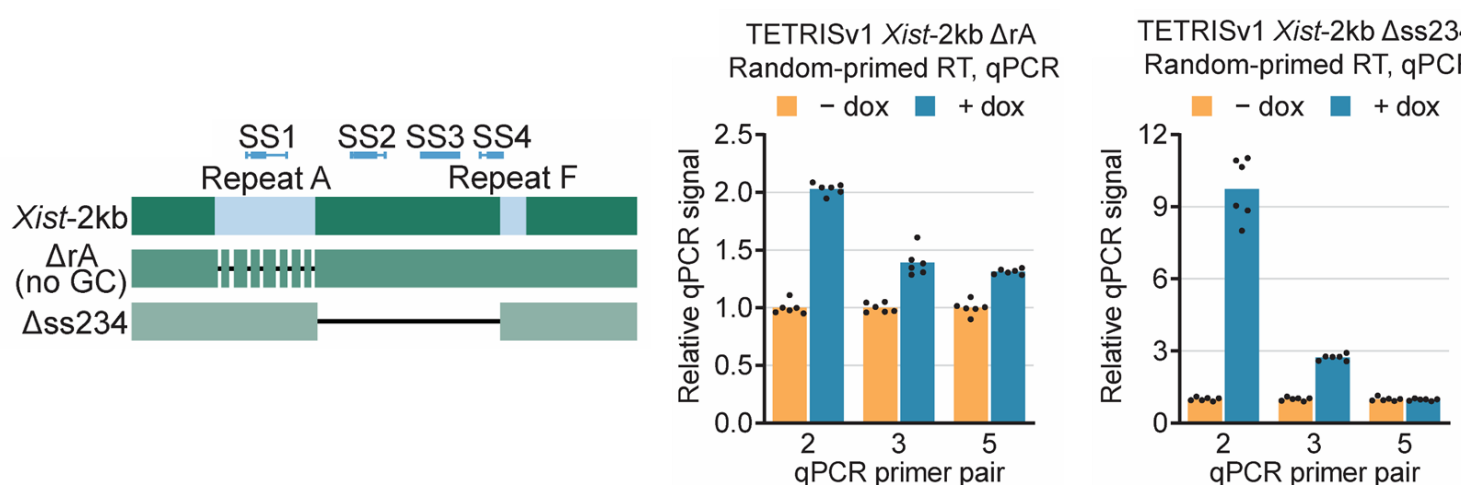 SS1 SS2 SS3 SS4
Repeat A Repeat F
Xist-2kb
ΔrA
(no GC)
Δss234
TETRISv1 Xist-2kb ΔrA
Random-primed RT, qPCR
− dox + dox
Relative qPCR signal
2.5
2.0
1.5
1.0
0.5
0.0
2 3 5
qPCR primer pair
TETRISv1 Xist-2kb Δss234
Random-primed RT, qPC
− dox + dox
Relative qPCR signal
12
9
6
3
0
2 3 5
qPCR primer pair